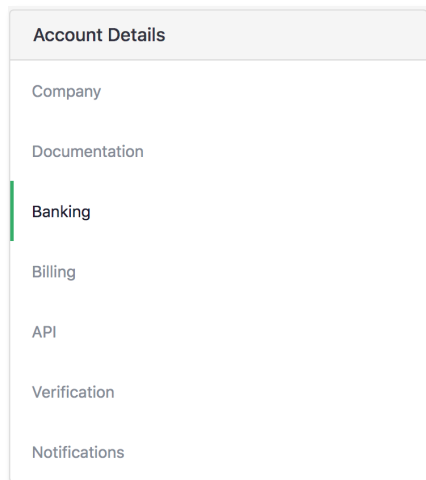 Account Details
Company
Documentation
Banking
Billing
API
Verification
Notifications